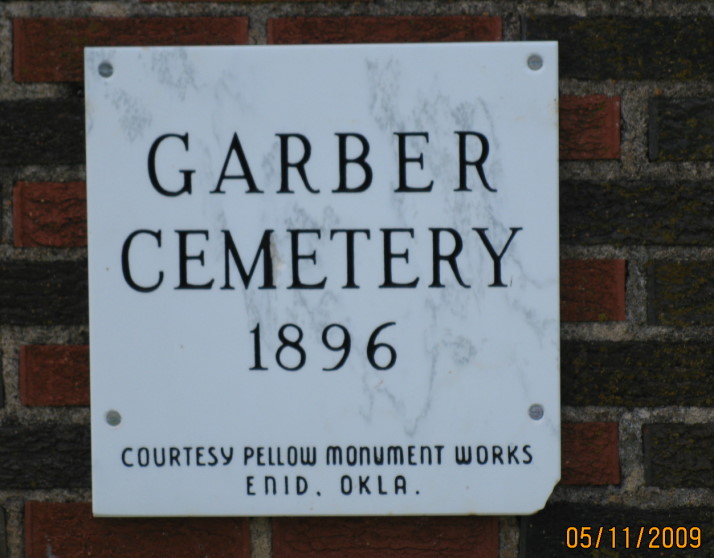 GARBER
CEMETERY
1896
COURTESY PELLOW MONUMENT WORKS
ENID, OKLA.
05/11/2009